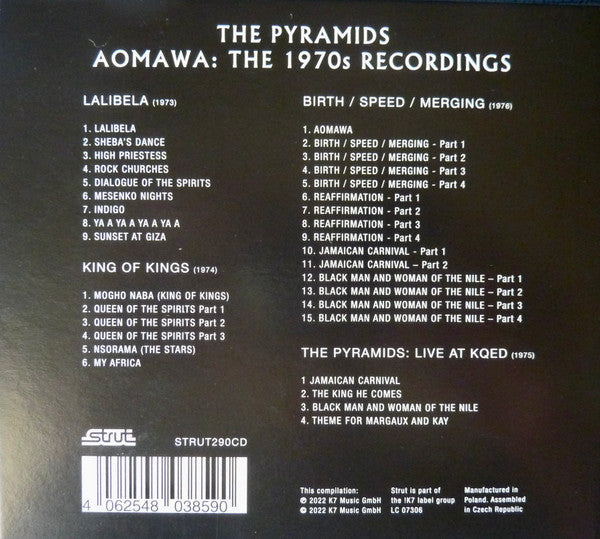 THE PYRAMIDS
AOMAWA: THE 1970s RECORDINGS
LALIBELA (1973)
1. LALIBELA
2. SHEBA'S DANCE
3. HIGH PRIESTESS
4. ROCK CHURCHES
5. DIALOGUE OF THE SPIRITS
6. MESENKO NIGHTS
7. INDIGO
8. YA A YA A YA A YA A
9. SUNSET AT GIZA
KING OF KINGS (1974)
1. MOGHO NABA (KING OF KINGS)
2. QUEEN OF THE SPIRITS Part 1
3. QUEEN OF THE SPIRITS Part 2
4. QUEEN OF THE SPIRITS Part 3
5. NSORAMA (THE STARS)
6. MY AFRICA
BIRTH / SPEED / MERGING (1976)
1. AOMAWA
2. BIRTH / SPEED / MERGING - Part 1
3. BIRTH / SPEED / MERGING - Part 2
4. BIRTH / SPEED / MERGING - Part 3
5. BIRTH / SPEED / MERGING - Part 4
6. REAFFIRMATION - Part 1
7. REAFFIRMATION - Part 2
8. REAFFIRMATION - Part 3
9. REAFFIRMATION - Part 4
10. JAMAICAN CARNIVAL - Part 1
11. JAMAICAN CARNIVAL – Part 2
12. BLACK MAN AND WOMAN OF THE NILE – Part 1
13. BLACK MAN AND WOMAN OF THE NILE – Part 2
14. BLACK MAN AND WOMAN OF THE NILE – Part 3
15. BLACK MAN AND WOMAN OF THE NILE – Part 4
THE PYRAMIDS: LIVE AT KQED (1975)
1 JAMAICAN CARNIVAL
2. THE KING HE COMES
3. BLACK MAN AND WOMAN OF THE NILE
4. THEME FOR MARGAUX AND KAY
strut
STRUT290CD
4 062548 038590
This compilation:
℗ 2022 K7 Music GmbH
© 2022 K7 Music GmbH
Strut is part of
the !K7 label group
LC 07306
Manufactured in
Poland. Assembled
in Czech Republic